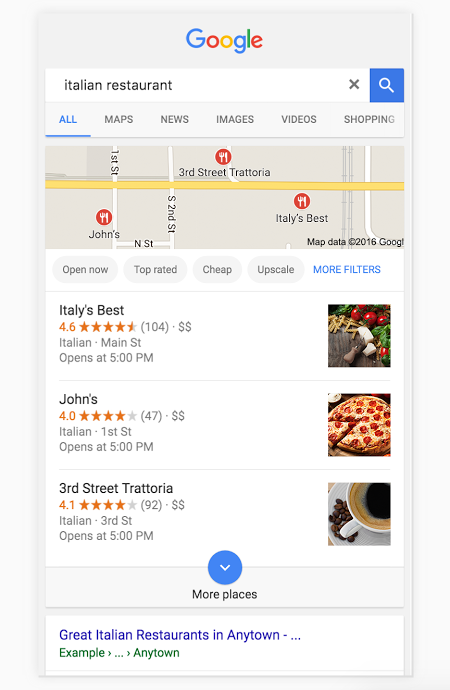 Google
italian restaurant
ALL MAPS NEWS IMAGES VIDEOS SHOPPING
1st St
3rd Street Trattoria
S 2nd St
Italy's Best
John's
N St
Map data ©2016 Googl
Open now Top rated Cheap Upscale MORE FILTERS
Italy's Best
4.6 ★★★★★ (104) · $$
Italian · Main St
Opens at 5:00 PM
John's
4.0 ★★★★★ (47) · $$
Italian · 1st St
Opens at 5:00 PM
3rd Street Trattoria
4.1 ★★★★★ (92) · $$
Italian · 3rd St
Opens at 5:00 PM
More places
Great Italian Restaurants in Anytown - ...
Example › ... › Anytown